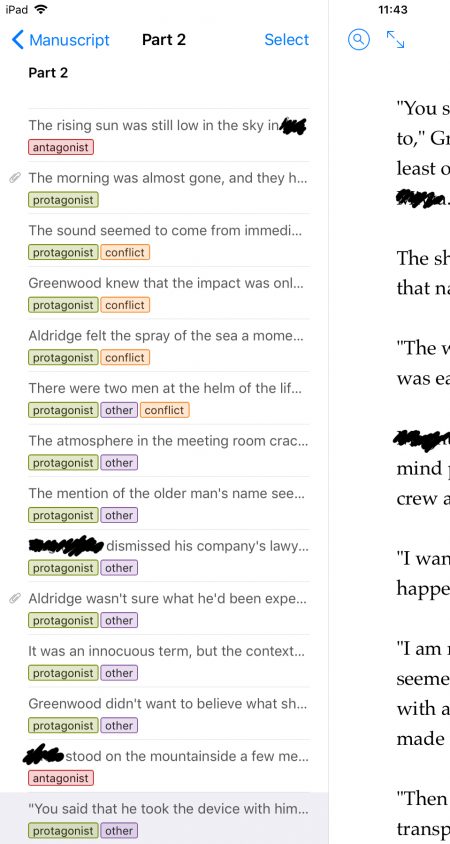 iPad
11:43
Manuscript
Part 2
Select
Part 2
The rising sun was still low in the sky in
antagonist
The morning was almost gone, and they h...
protagonist
The sound seemed to come from immedi...
protagonist conflict
Greenwood knew that the impact was onl...
protagonist conflict
Aldridge felt the spray of the sea a mome...
protagonist conflict
There were two men at the helm of the lif...
protagonist other conflict
The atmosphere in the meeting room crac...
protagonist other
The mention of the older man's name see...
protagonist other
dismissed his company's lawy...
protagonist other
Aldridge wasn't sure what he'd been expe...
protagonist other
It was an innocuous term, but the context...
protagonist other
Greenwood didn't want to believe what sh...
protagonist other
stood on the mountainside a few me...
antagonist
"You said that he took the device with him...
protagonist other
"You s
to," Gr
least o
The sh
that na
"The w
was ea
mind p
crew a
"I wan
happe
"I am r
seeme
with a
made
"Then
transp